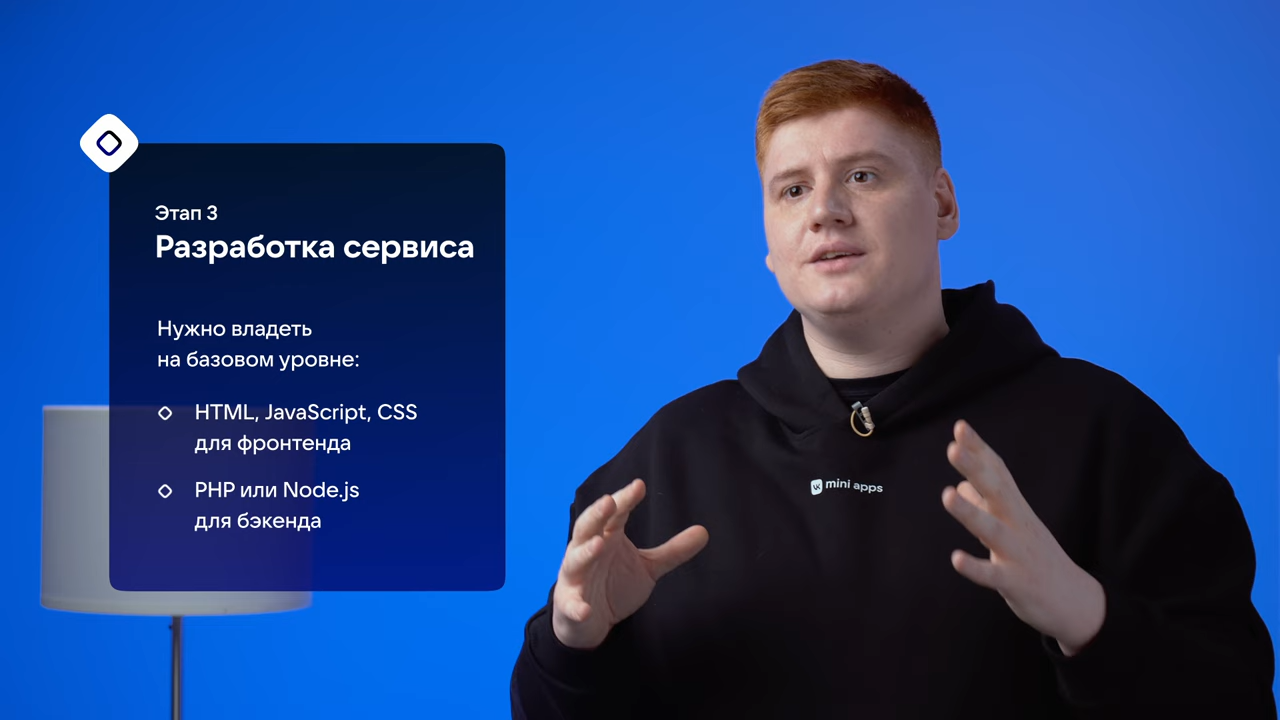 Этап 3
Разработка сервиса
Нужно владеть
на базовом уровне:
HTML, JavaScript, CSS
для фронтенда
PHP или Node.js
для бэкенда
VK mini apps